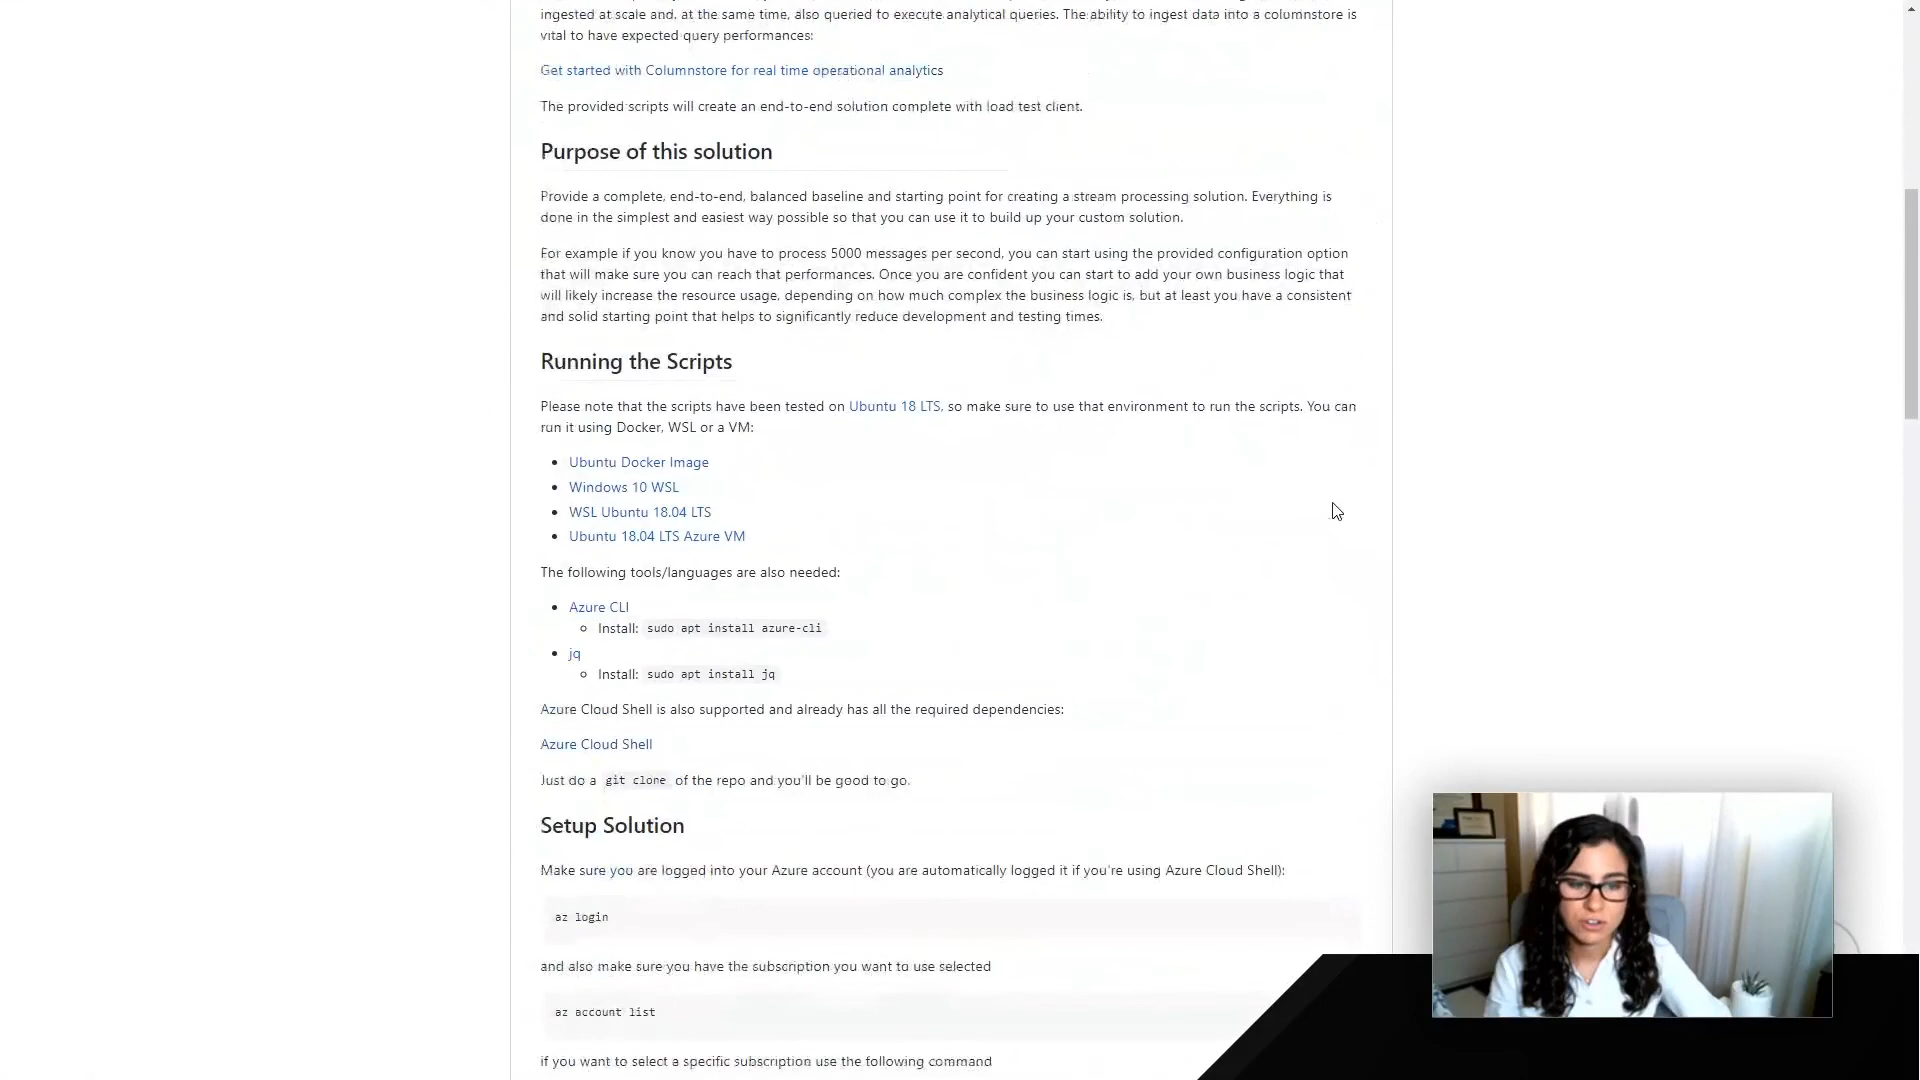 ingested at scale and, at the same time, also queried to execute analytical queries. The ability to ingest data into a columnstore is
vital to have expected query performances:
Get started with Columnstore for real time operational analytics
The provided scripts will create an end-to-end solution complete with load test client.
Purpose of this solution
Provide a complete, end-to-end, balanced baseline and starting point for creating a stream processing solution. Everything is
done in the simplest and easiest way possible so that you can use it to build up your custom solution.
For example if you know you have to process 5000 messages per second, you can start using the provided configuration option
that will make sure you can reach that performances. Once you are confident you can start to add your own business logic that
will likely increase the resource usage, depending on how much complex the business logic is, but at least you have a consistent
and solid starting point that helps to significantly reduce development and testing times.
Running the Scripts
Please note that the scripts have been tested on Ubuntu 18 LTS, so make sure to use that environment to run the scripts. You can
run it using Docker, WSL or a VM:
Ubuntu Docker Image
Windows 10 WSL
WSL Ubuntu 18.04 LTS
Ubuntu 18.04 LTS Azure VM
The following tools/languages are also needed:
Azure CLI
Install: sudo apt install azure-cli
jq
Install: sudo apt install jq
Azure Cloud Shell is also supported and already has all the required dependencies:
Azure Cloud Shell
Just do a git clone of the repo and you'll be good to go.
Setup Solution
Make sure you are logged into your Azure account (you are automatically logged it if you're using Azure Cloud Shell):
az login
and also make sure you have the subscription you want to use selected
az account list
if you want to select a specific subscription use the following command